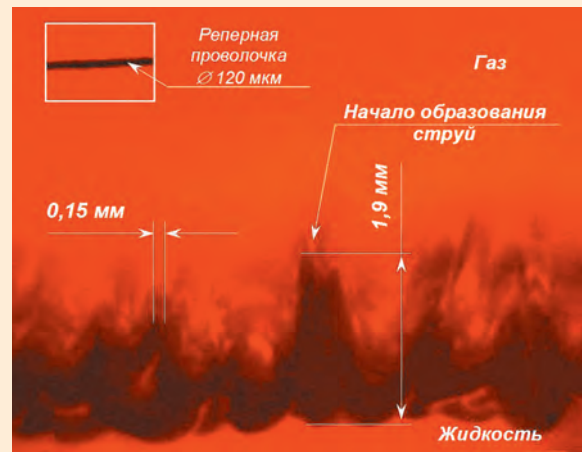 Реперная
проволочка
∅ 120 мкм
Газ
Начало образования
струй
0,15 мм
1,9 мм
Жидкость